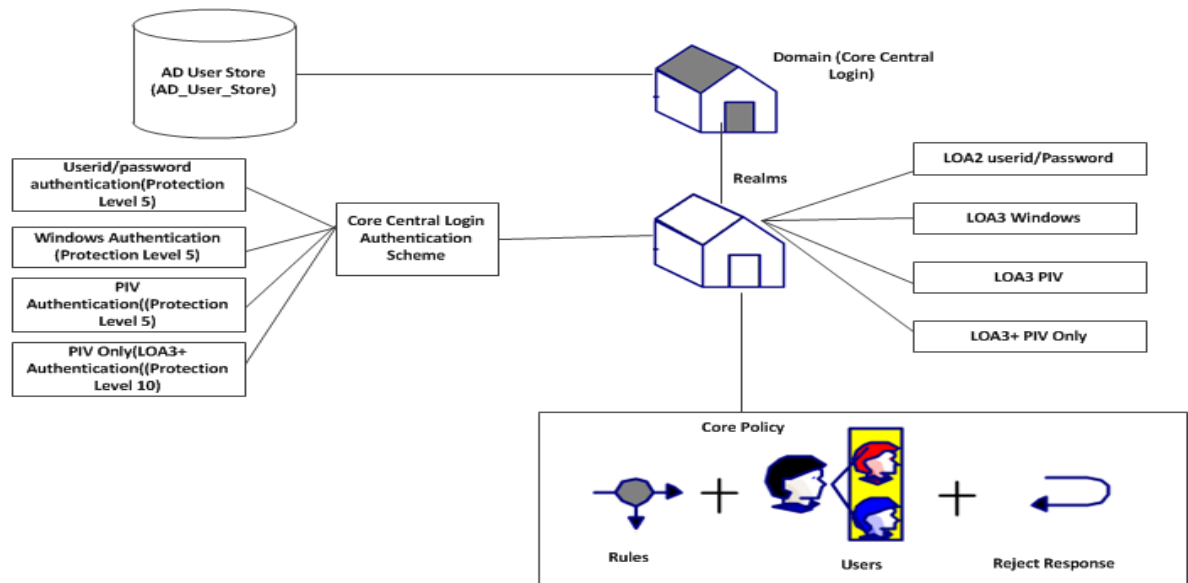 AD User Store
(AD_User_Store)
Domain (Core Central
Login)
Userid/password
authentication(Protection
Level 5)
Windows Authentication
(Protection Level 5)
PIV
Authentication((Protection
Level 5)
PIV Only(LOA3+
Authentication((Protection
Level 10)
Core Central Login
Authentication
Scheme
Realms
LOA2 userid/Password
LOA3 Windows
LOA3 PIV
LOA3+ PIV Only
Core Policy
Rules
Users
Reject Response